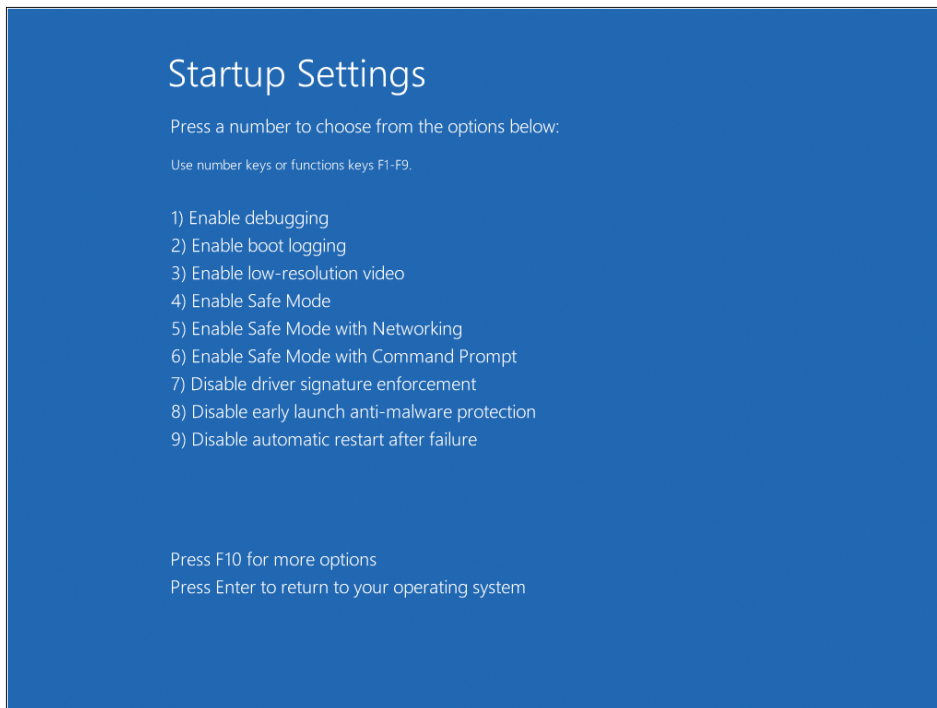 Startup Settings
Press a number to choose from the options below:
Use number keys or functions keys F1-F9.
1) Enable debugging
2) Enable boot logging
3) Enable low-resolution video
4) Enable Safe Mode
5) Enable Safe Mode with Networking
6) Enable Safe Mode with Command Prompt
7) Disable driver signature enforcement
8) Disable early launch anti-malware protection
9) Disable automatic restart after failure
Press F10 for more options
Press Enter to return to your operating system